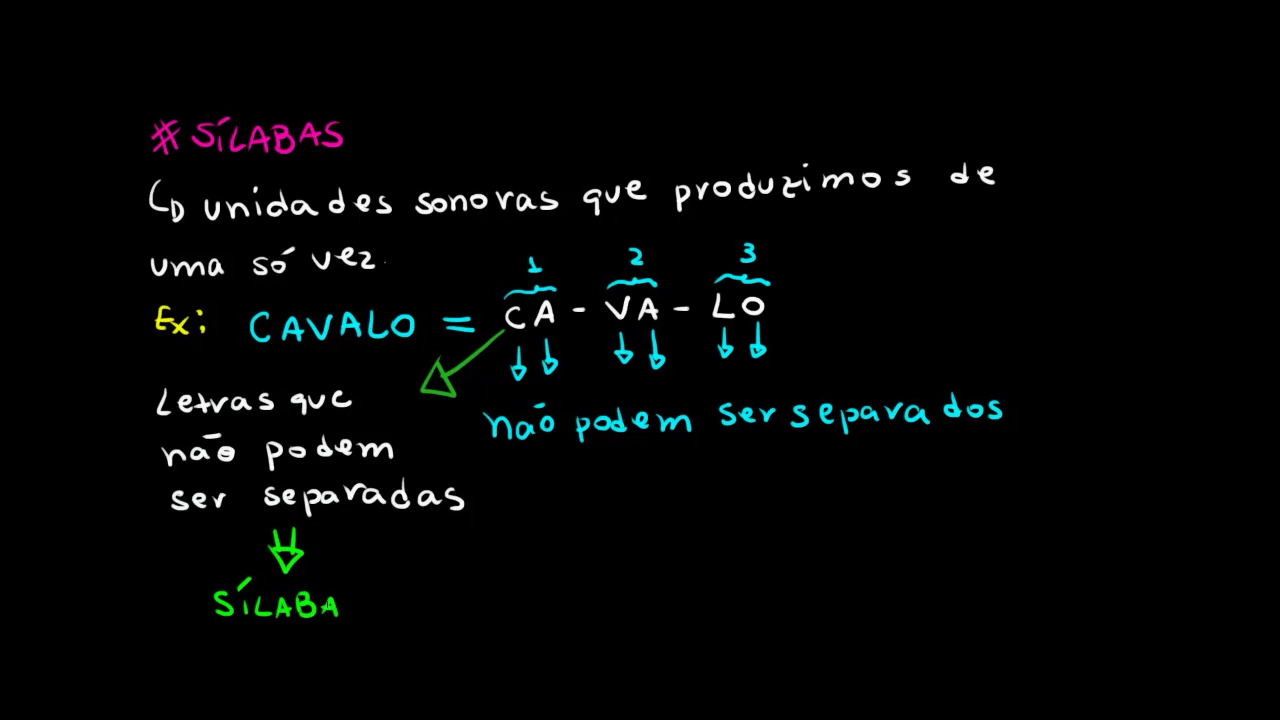 # SÍLABAS
unidades sonoras que produzimos de
uma só vez.
1 2 3
Ex: CAVALO = CA - VA - LO
Letras que
não podem
ser separadas
não podem ser separados
SÍLABA